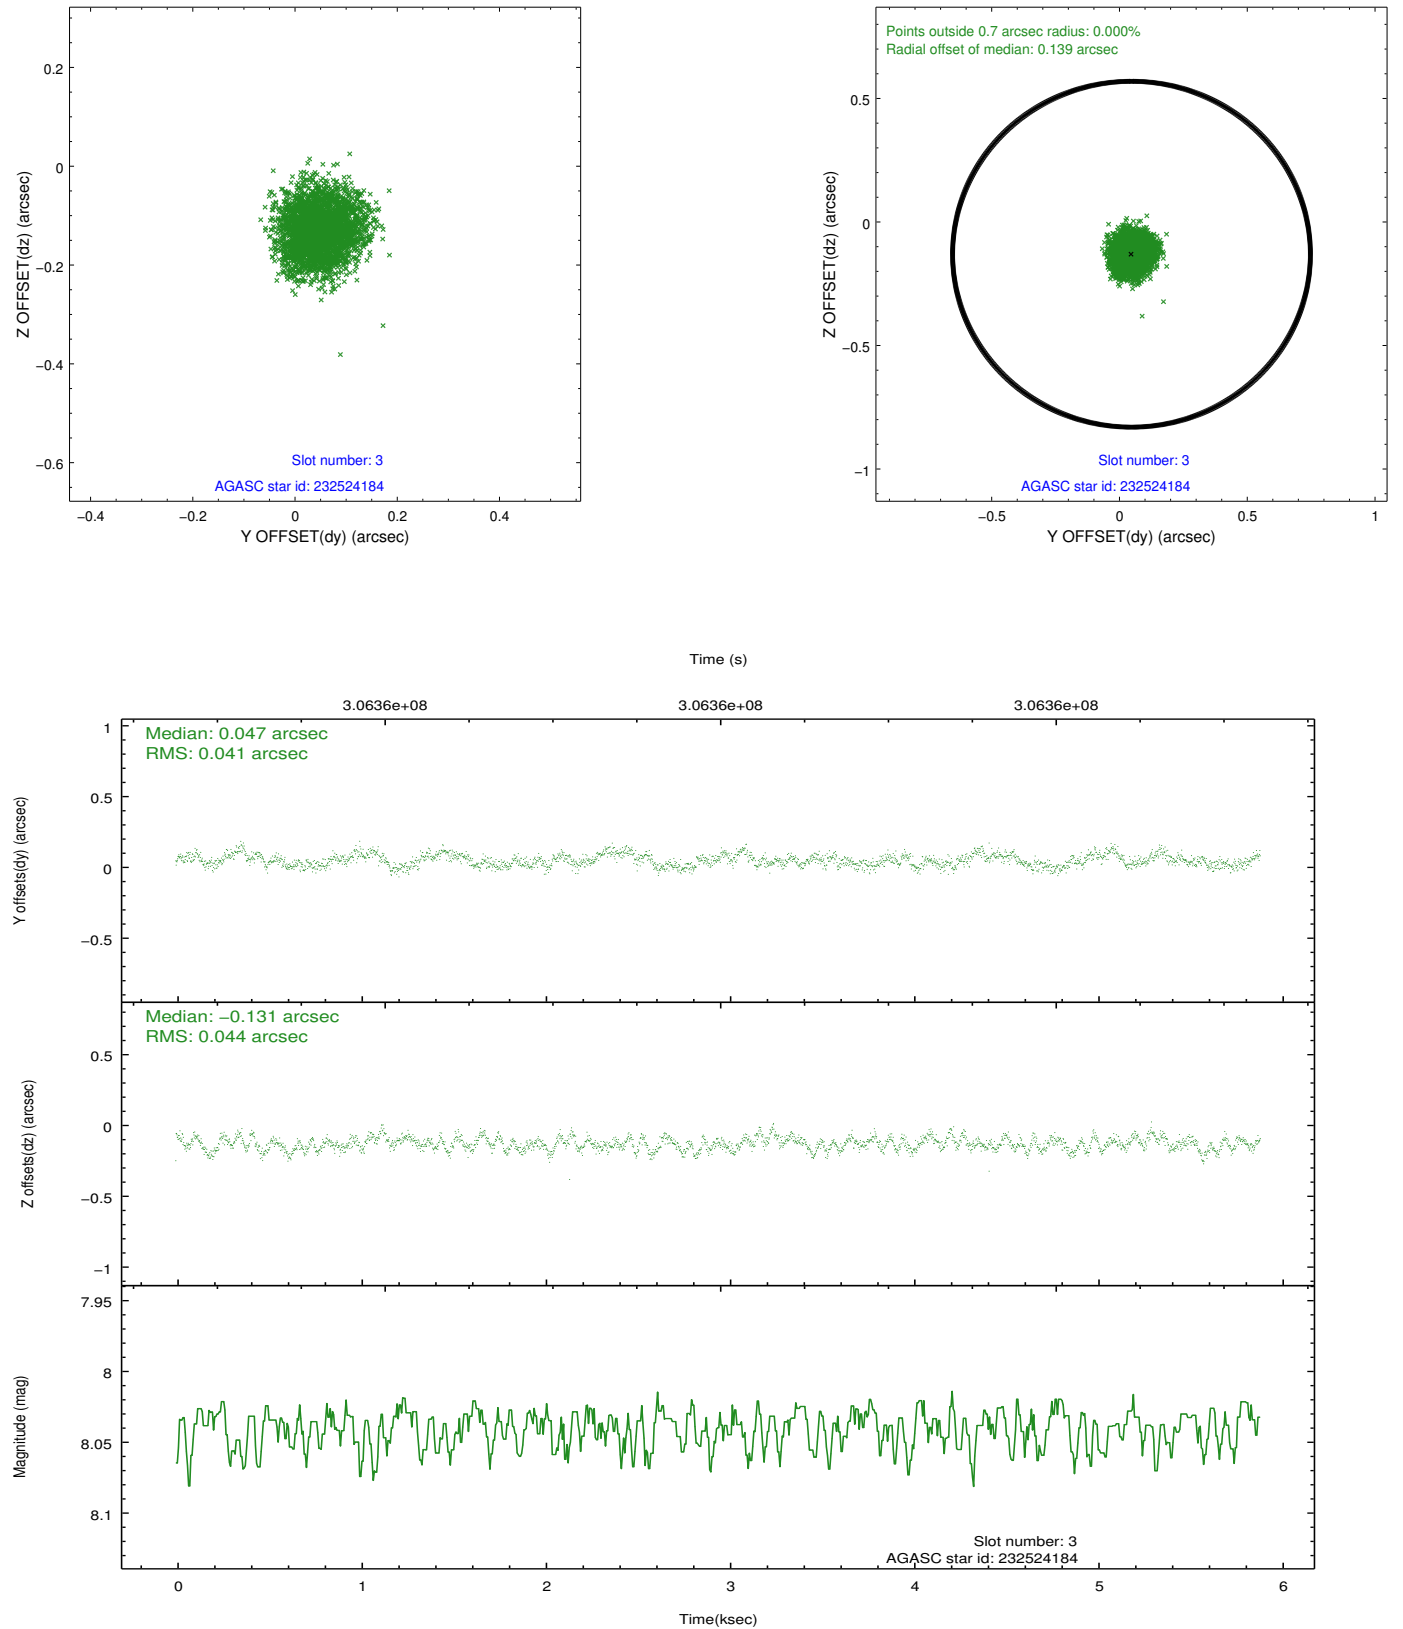 0.2
0
−0.2
−0.4
−0.6
Z OFFSET(dz) (arcsec)
Slot number: 3
AGASC star id: 232524184
−0.4 −0.2 0 0.2 0.4
Y OFFSET(dy) (arcsec)
Points outside 0.7 arcsec radius: 0.000%
Radial offset of median: 0.139 arcsec
0.5
0
−0.5
−1
Z OFFSET(dz) (arcsec)
Slot number: 3
AGASC star id: 232524184
−0.5 0 0.5 1
Y OFFSET(dy) (arcsec)
Time (s)
3.0636e+08 3.0636e+08 3.0636e+08
Median: 0.047 arcsec
RMS: 0.041 arcsec
1
0.5
0
−0.5
Y offsets(dy) (arcsec)
Median: −0.131 arcsec
RMS: 0.044 arcsec
0.5
0
−0.5
−1
Z offsets(dz) (arcsec)
7.95
8
8.05
8.1
Magnitude (mag)
Slot number: 3
AGASC star id: 232524184
0 1 2 3 4 5 6
Time(ksec)